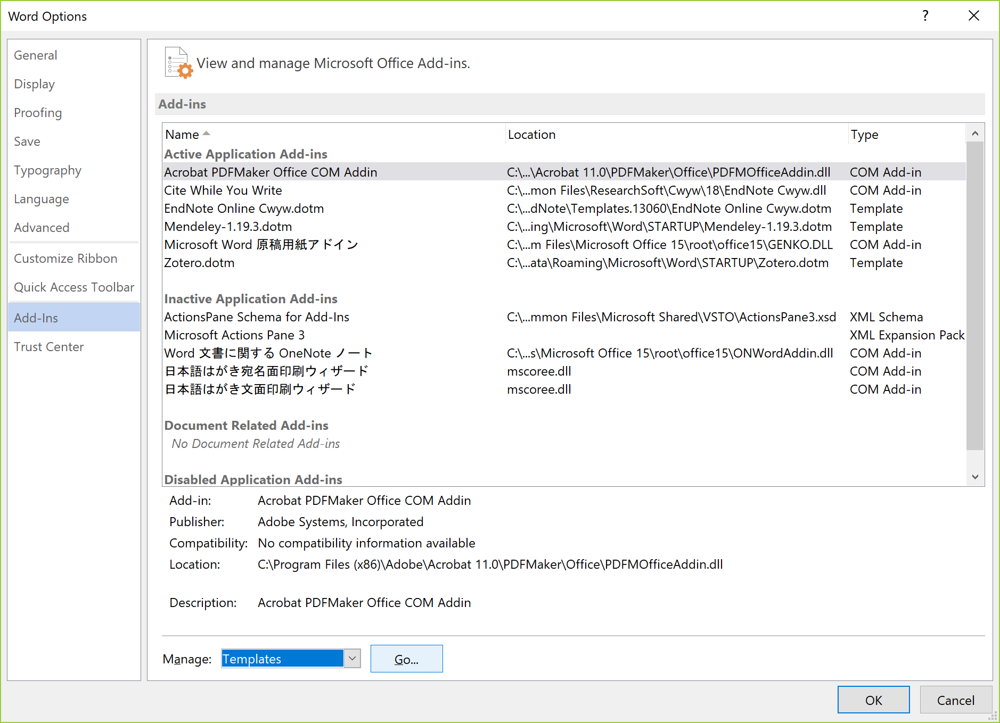 Word Options
?
General
Display
Proofing
Save
Typography
Language
Advanced
Customize Ribbon
Quick Access Toolbar
Add-Ins
Trust Center
View and manage Microsoft Office Add-ins.
Add-ins
Name Location Type
Active Application Add-ins
Acrobat PDFMaker Office COM Addin C:\...\Acrobat 11.0\PDFMaker\Office\PDFMOfficeAddin.dll COM Add-in
Cite While You Write C:\...mon Files\ResearchSoft\Cwyw\18\EndNote Cwyw.dll COM Add-in
EndNote Online Cwyw.dotm C:\...dNote\Templates.13060\EndNote Online Cwyw.dotm Template
Mendeley-1.19.3.dotm C:\...ing\Microsoft\Word\STARTUP\Mendeley-1.19.3.dotm Template
Microsoft Word 原稿用紙アドイン C:\...m Files\Microsoft Office 15\root\office15\GENKO.DLL COM Add-in
Zotero.dotm C:\...ata\Roaming\Microsoft\Word\STARTUP\Zotero.dotm Template
Inactive Application Add-ins
ActionsPane Schema for Add-Ins C:\...mmon Files\Microsoft Shared\VSTO\ActionsPane3.xsd XML Schema
Microsoft Actions Pane 3 XML Expansion Pack
Word 文書に関する OneNote ノート C:\...s\Microsoft Office 15\root\office15\ONWordAddin.dll COM Add-in
日本語はがき宛名面印刷ウィザード mscoree.dll COM Add-in
日本語はがき文面印刷ウィザード mscoree.dll COM Add-in
Document Related Add-ins
No Document Related Add-ins
Disabled Application Add-ins
Add-in: Acrobat PDFMaker Office COM Addin
Publisher: Adobe Systems, Incorporated
Compatibility: No compatibility information available
Location: C:\Program Files (x86)\Adobe\Acrobat 11.0\PDFMaker\Office\PDFMOfficeAddin.dll
Description: Acrobat PDFMaker Office COM Addin
Manage: Templates Go...
OK Cancel